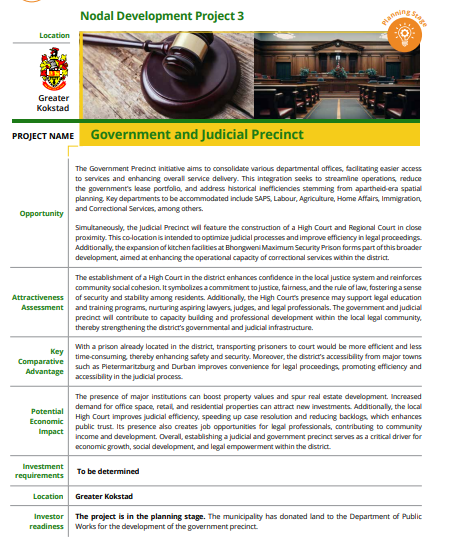 Nodal Development Project 3
Planning Stage
Location
Greater
Kokstad
PROJECT NAME
Government and Judicial Precinct
Opportunity
The Government Precinct initiative aims to consolidate various departmental offices, facilitating easier access
to services and enhancing overall service delivery. This integration seeks to streamline operations, reduce
the government's lease portfolio, and address historical inefficiencies stemming from apartheid-era spatial
planning. Key departments to be accommodated include SAPS, Labour, Agriculture, Home Affairs, Immigration,
and Correctional Services, among others.
Simultaneously, the Judicial Precinct will feature the construction of a High Court and Regional Court in close
proximity. This co-location is intended to optimize judicial processes and improve efficiency in legal proceedings.
Additionally, the expansion of kitchen facilities at Bhongweni Maximum Security Prison forms part of this broader
development, aimed at enhancing the operational capacity of correctional services within the district.
Attractiveness
Assessment
The establishment of a High Court in the district enhances confidence in the local justice system and reinforces
community social cohesion. It symbolizes a commitment to justice, fairness, and the rule of law, fostering a sense
of security and stability among residents. Additionally, the High Court's presence may support legal education
and training programs, nurturing aspiring lawyers, judges, and legal professionals. The government and judicial
precinct will contribute to capacity building and professional development within the local legal community,
thereby strengthening the district's governmental and judicial infrastructure.
Key
Comparative
Advantage
With a prison already located in the district, transporting prisoners to court would be more efficient and less
time-consuming, thereby enhancing safety and security. Moreover, the district's accessibility from major towns
such as Pietermaritzburg and Durban improves convenience for legal proceedings, promoting efficiency and
accessibility in the judicial process.
Potential
Economic
Impact
The presence of major institutions can boost property values and spur real estate development. Increased
demand for office space, retail, and residential properties can attract new investments. Additionally, the local
High Court improves judicial efficiency, speeding up case resolution and reducing backlogs, which enhances
public trust. Its presence also creates job opportunities for legal professionals, contributing to community
income and development. Overall, establishing a judicial and government precinct serves as a critical driver for
economic growth, social development, and legal empowerment within the district.
Investment
requirements
To be determined
Location
Greater Kokstad
Investor
readiness
The project is in the planning stage. The municipality has donated land to the Department of Public
Works for the development of the government precinct.